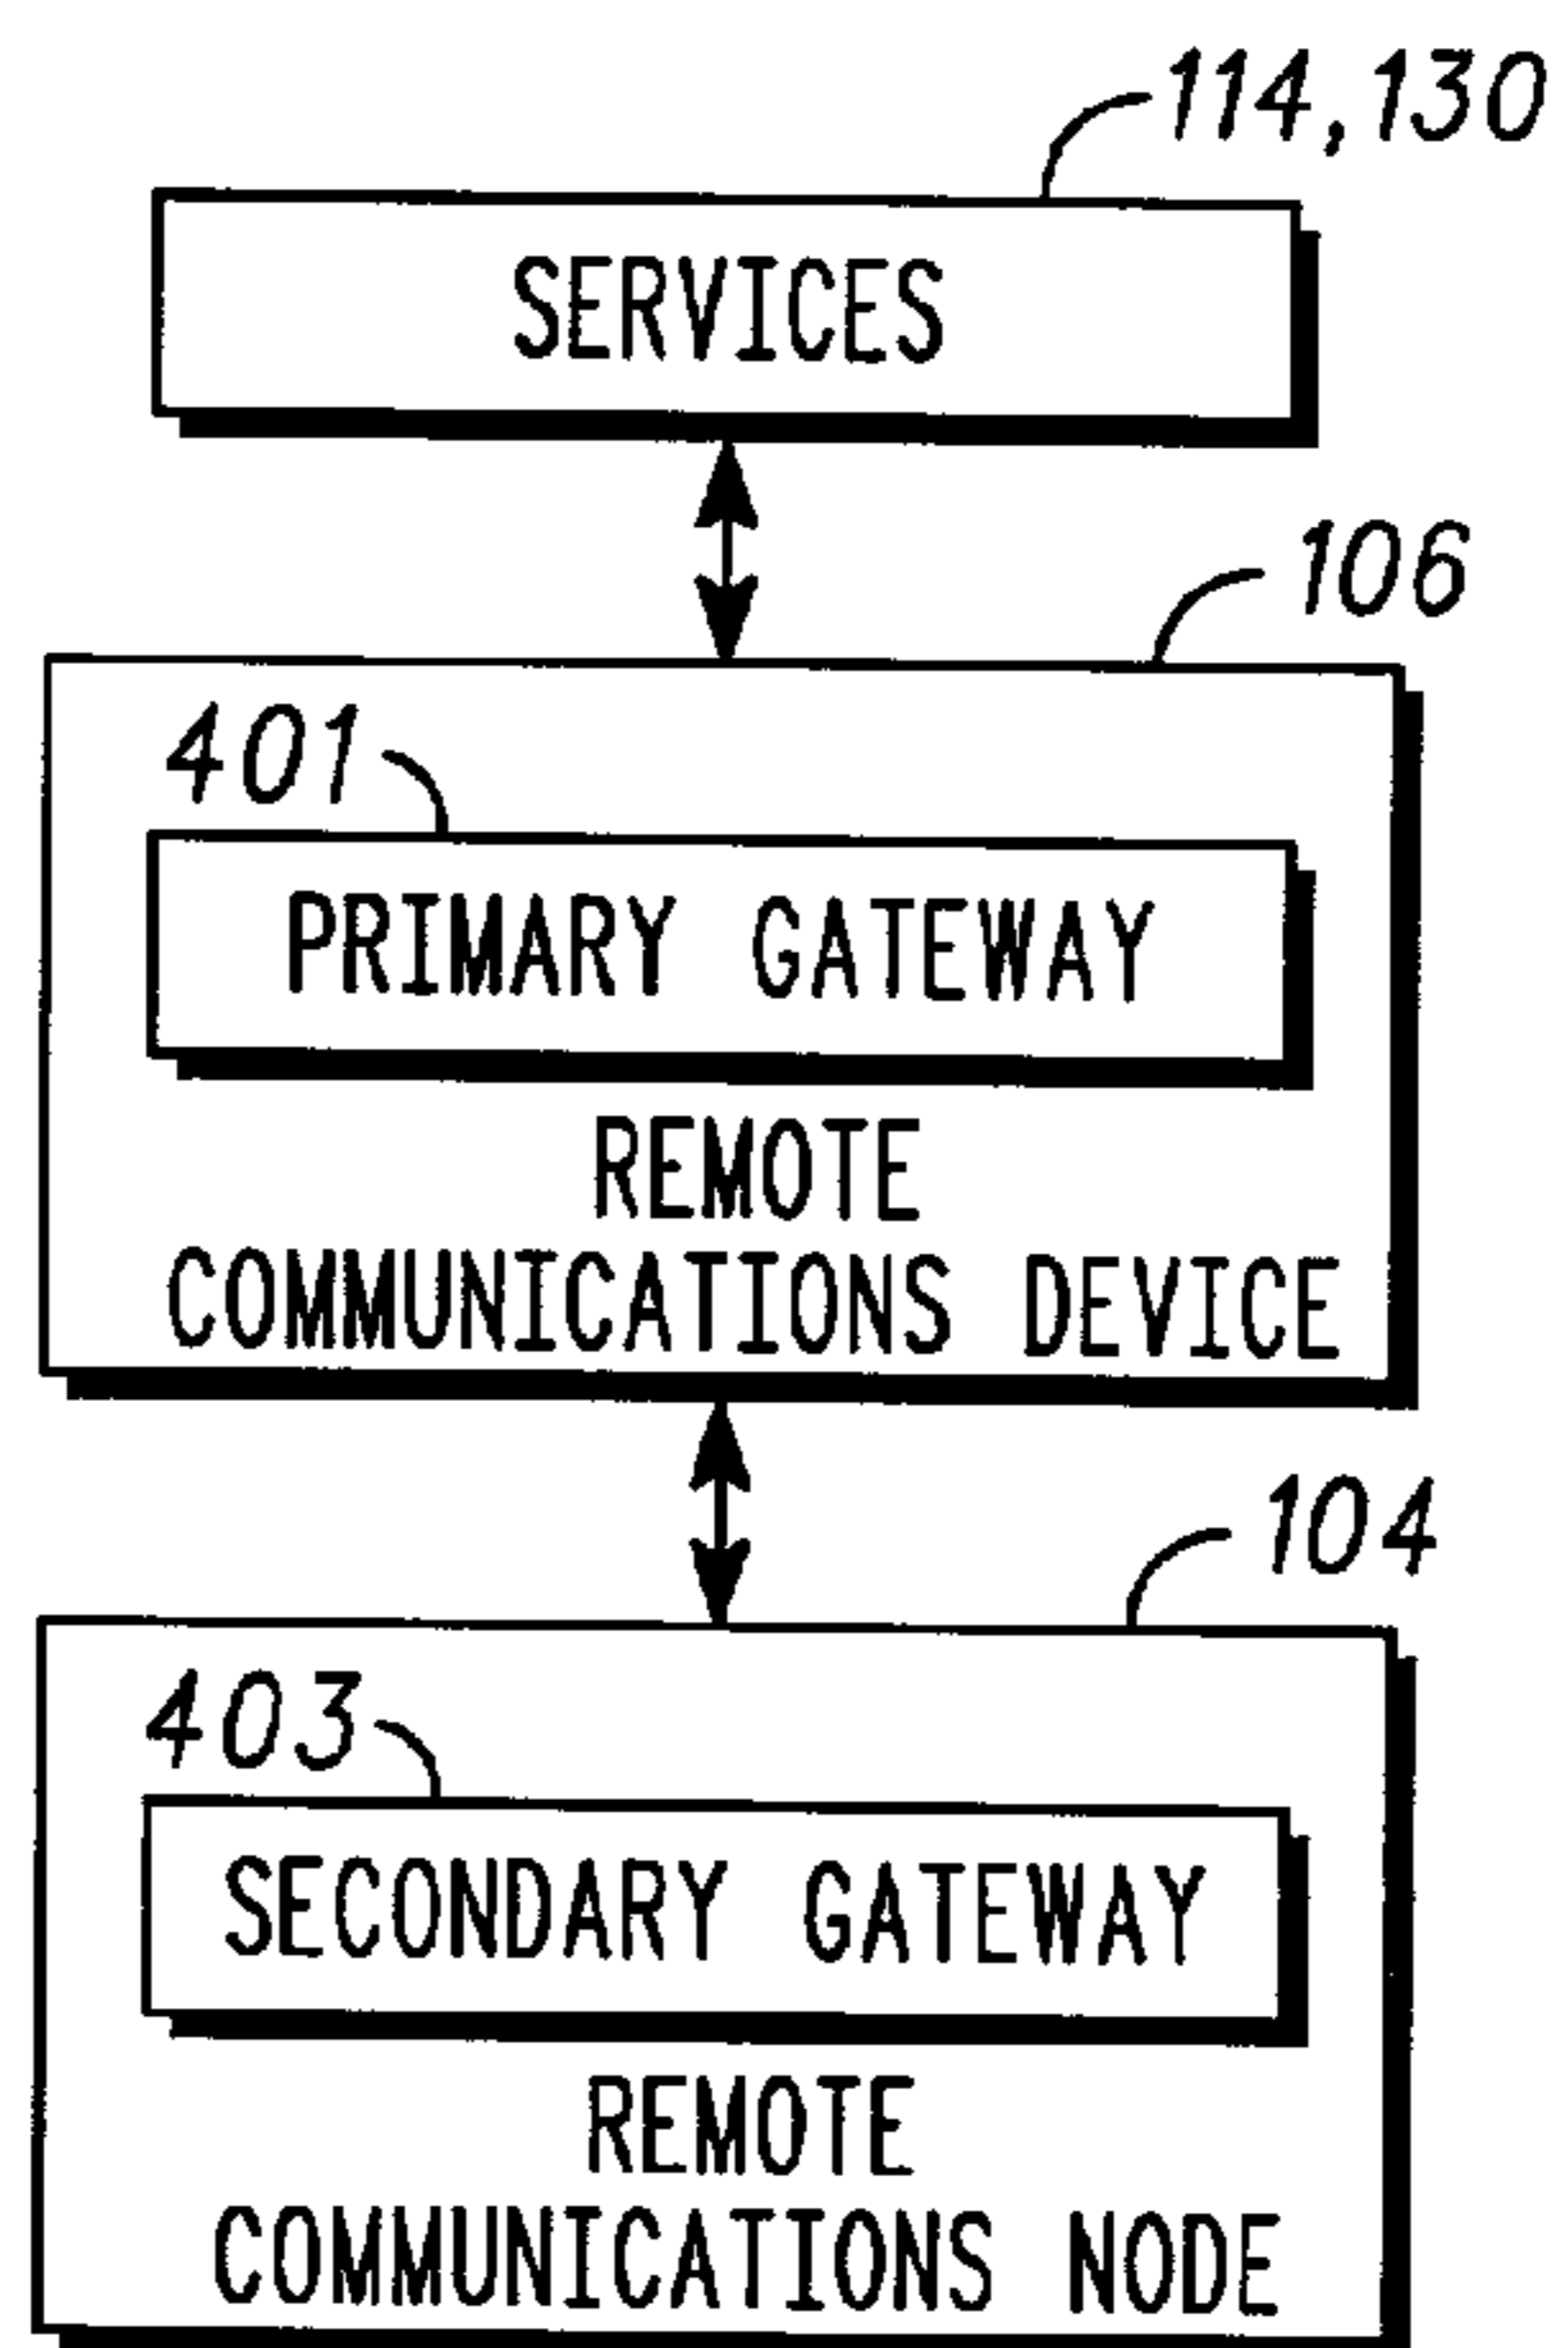 114,130
SERVICES
106
401
PRIMARY GATEWAY
REMOTE
COMMUNICATIONS DEVICE
104
403
SECONDARY GATEWAY
REMOTE
COMMUNICATIONS NODE